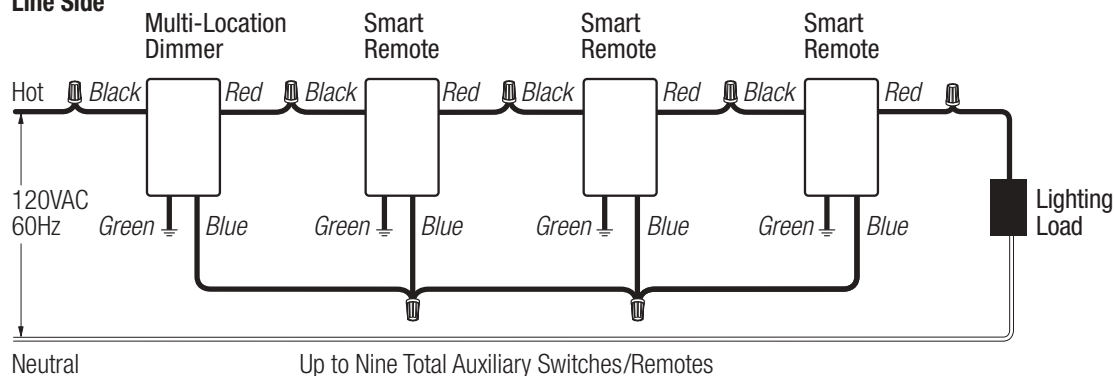 Line Side
Multi-Location Dimmer
Smart Remote
Smart Remote
Smart Remote
Hot
Black
Red
Black
Red
Black
Red
Black
Red
120VAC
60Hz
Green
Blue
Green
Blue
Green
Blue
Green
Blue
Lighting
Load
Neutral
Up to Nine Total Auxiliary Switches/Remotes